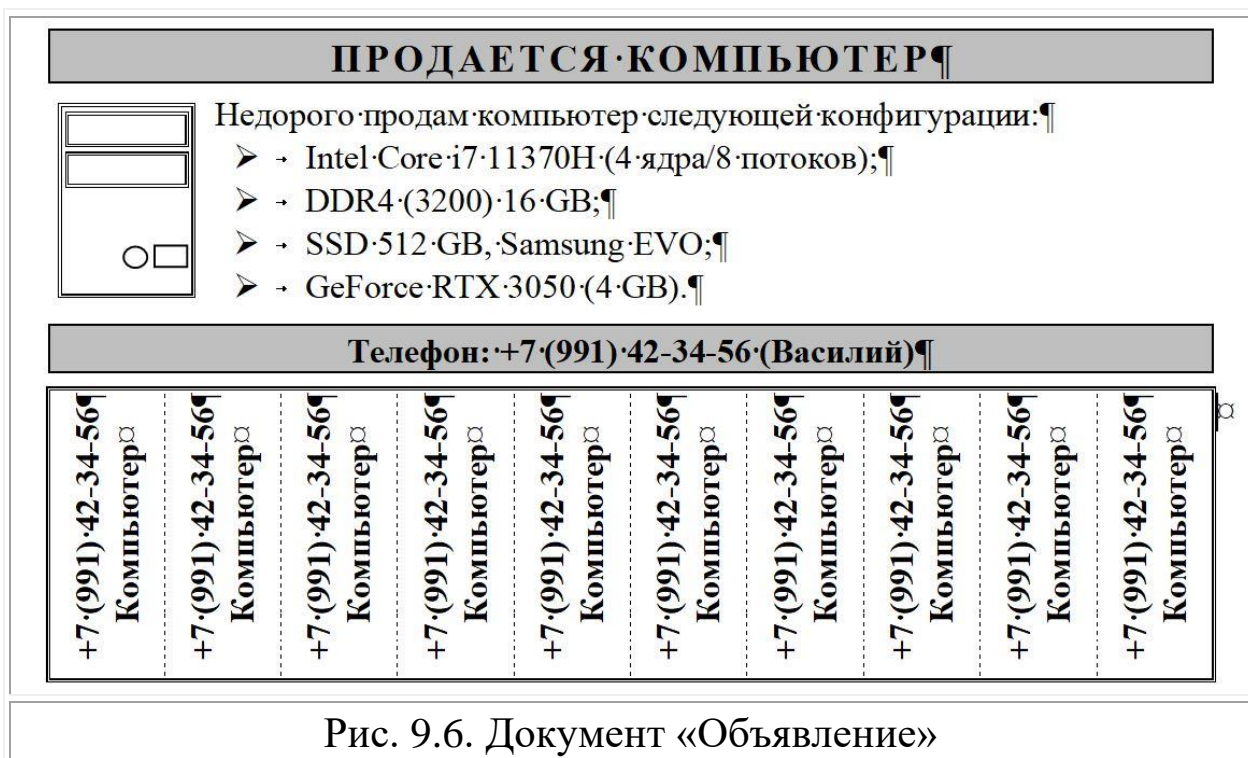 ПРОДАЕТСЯ·КОМПЬЮТЕР¶
Недорого·продам·компьютер·следующей·конфигурации:¶
➢ → Intel·Core·i7·11370H·(4·ядра/8·потоков);¶
➢ → DDR4·(3200)·16·GB;¶
➢ → SSD·512·GB,·Samsung·EVO;¶
➢ → GeForce·RTX·3050·(4·GB).¶
Телефон:·+7·(991)·42-34-56·(Василий)¶
+7·(991)·42-34-56¶
Компьютер¤
+7·(991)·42-34-56¶
Компьютер¤
+7·(991)·42-34-56¶
Компьютер¤
+7·(991)·42-34-56¶
Компьютер¤
+7·(991)·42-34-56¶
Компьютер¤
+7·(991)·42-34-56¶
Компьютер¤
+7·(991)·42-34-56¶
Компьютер¤
+7·(991)·42-34-56¶
Компьютер¤
+7·(991)·42-34-56¶
Компьютер¤
+7·(991)·42-34-56¶
Компьютер¤
¤
Рис. 9.6. Документ «Объявление»